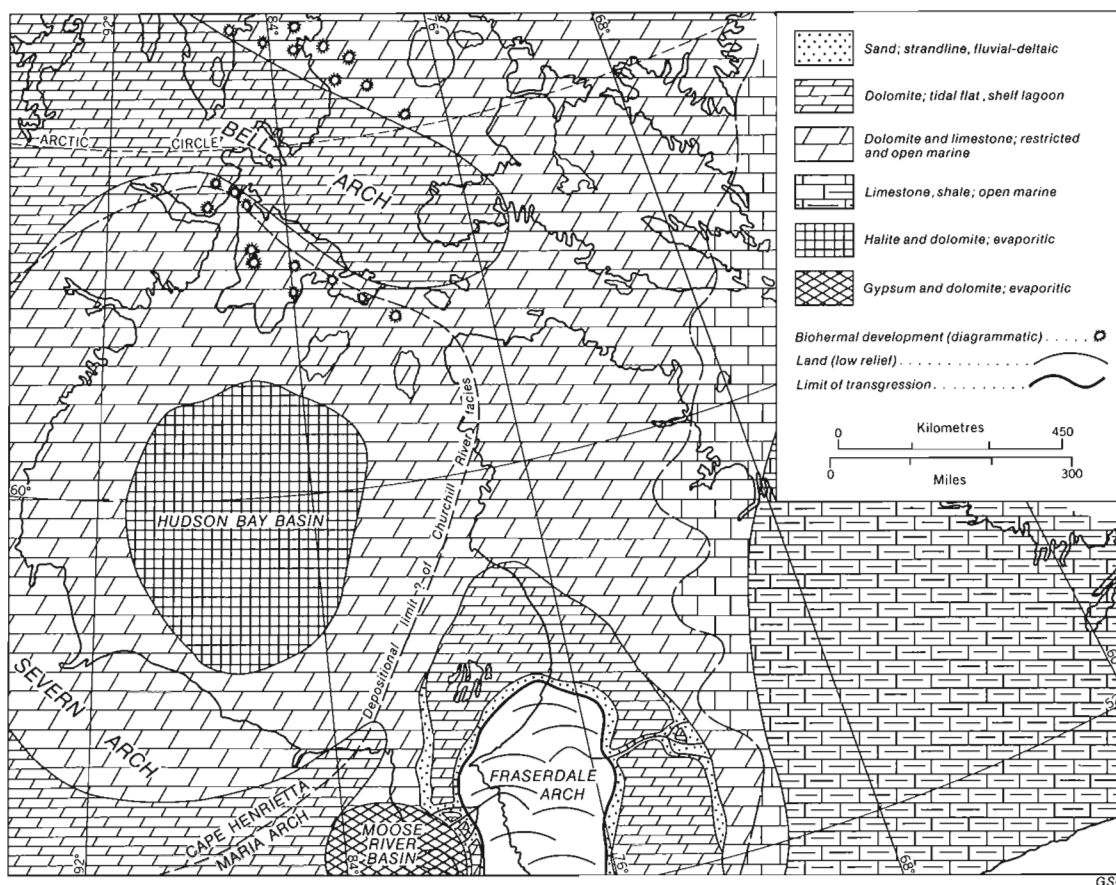 92°
84°
76°
68°
ARCTIC CIRCLE
BELL
ARCH
60°
HUDSON BAY BASIN
Depositional limit -?- of Churchill River facies
SEVERN
ARCH
CAPE HENRIETTA
MARIA ARCH
MOOSE
RIVER
BASIN
FRASERDALE
ARCH
92°
84°
76°
68°
Sand; strandline, fluvial-deltaic
Dolomite; tidal flat, shelf lagoon
Dolomite and limestone; restricted
and open marine
Limestone, shale; open marine
Halite and dolomite; evaporitic
Gypsum and dolomite; evaporitic
Biohermal development (diagrammatic)
Land (low relief)
Limit of transgression
Kilometres
0 450
0 300
Miles